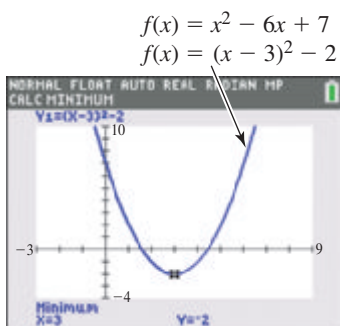 f(x) = x² − 6x + 7
f(x) = (x − 3)² − 2
NORMAL FLOAT AUTO REAL RADIAN MP
CALC MINIMUM
Y1=(X-3)²-2
10
−3
9
−4
Minimum
X=3 Y=-2